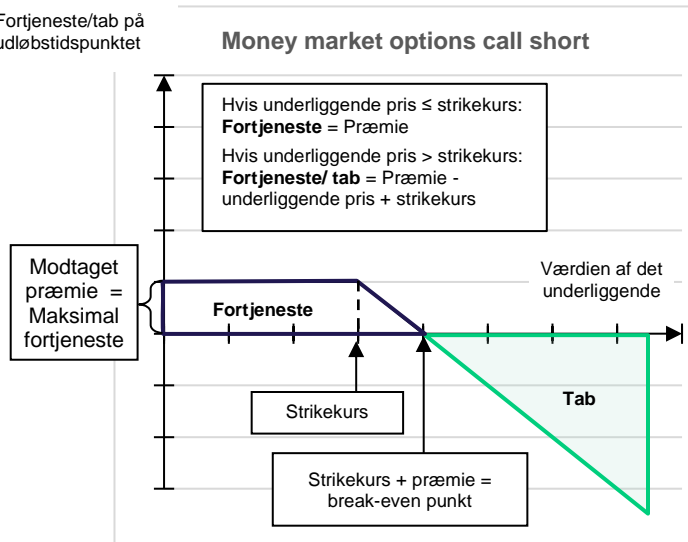 Fortjeneste/tab på
udløbstidspunktet
Money market options call short
Hvis underliggende pris ≤ strikekurs:
Fortjeneste = Præmie
Hvis underliggende pris > strikekurs:
Fortjeneste/ tab = Præmie -
underliggende pris + strikekurs
Modtaget
præmie =
Maksimal
fortjeneste
Værdien af det
underliggende
Fortjeneste
Strikekurs
Tab
Strikekurs + præmie =
break-even punkt